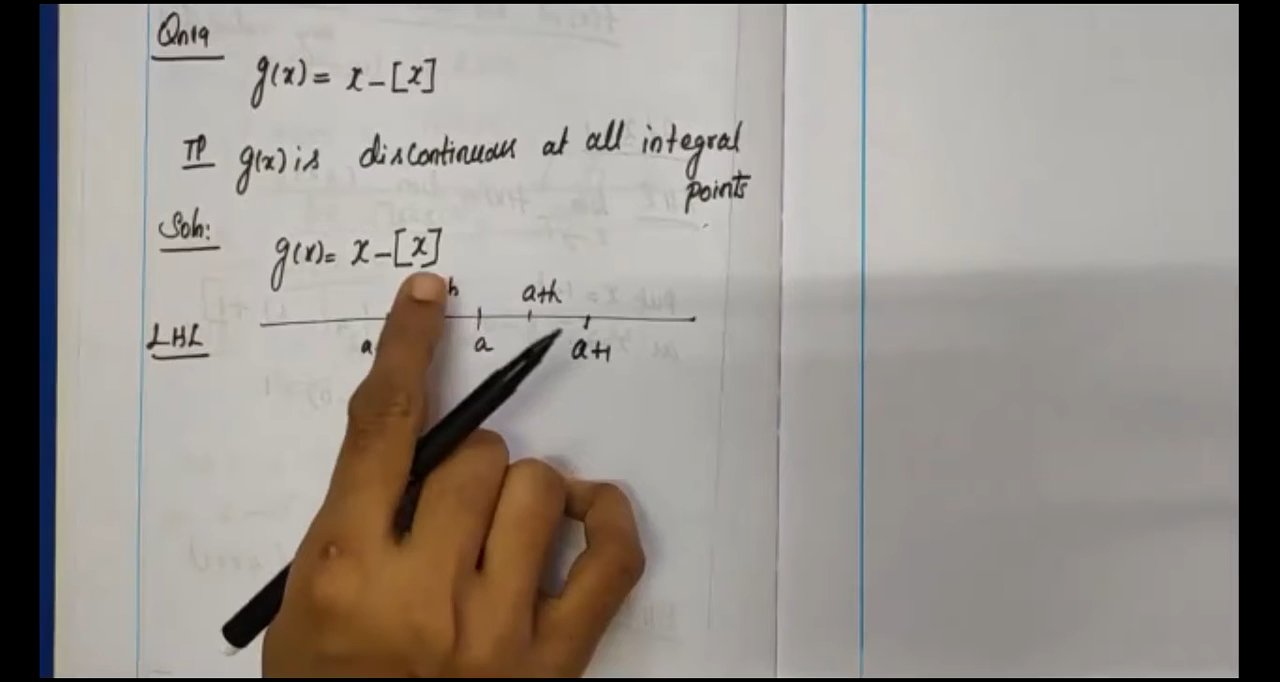 Qn19
g(x) = x - [x]
TP g(x) is discontinuous at all integral
points
Soln:
g(x) = x - [x]
h a+h
LHL
a a a+1